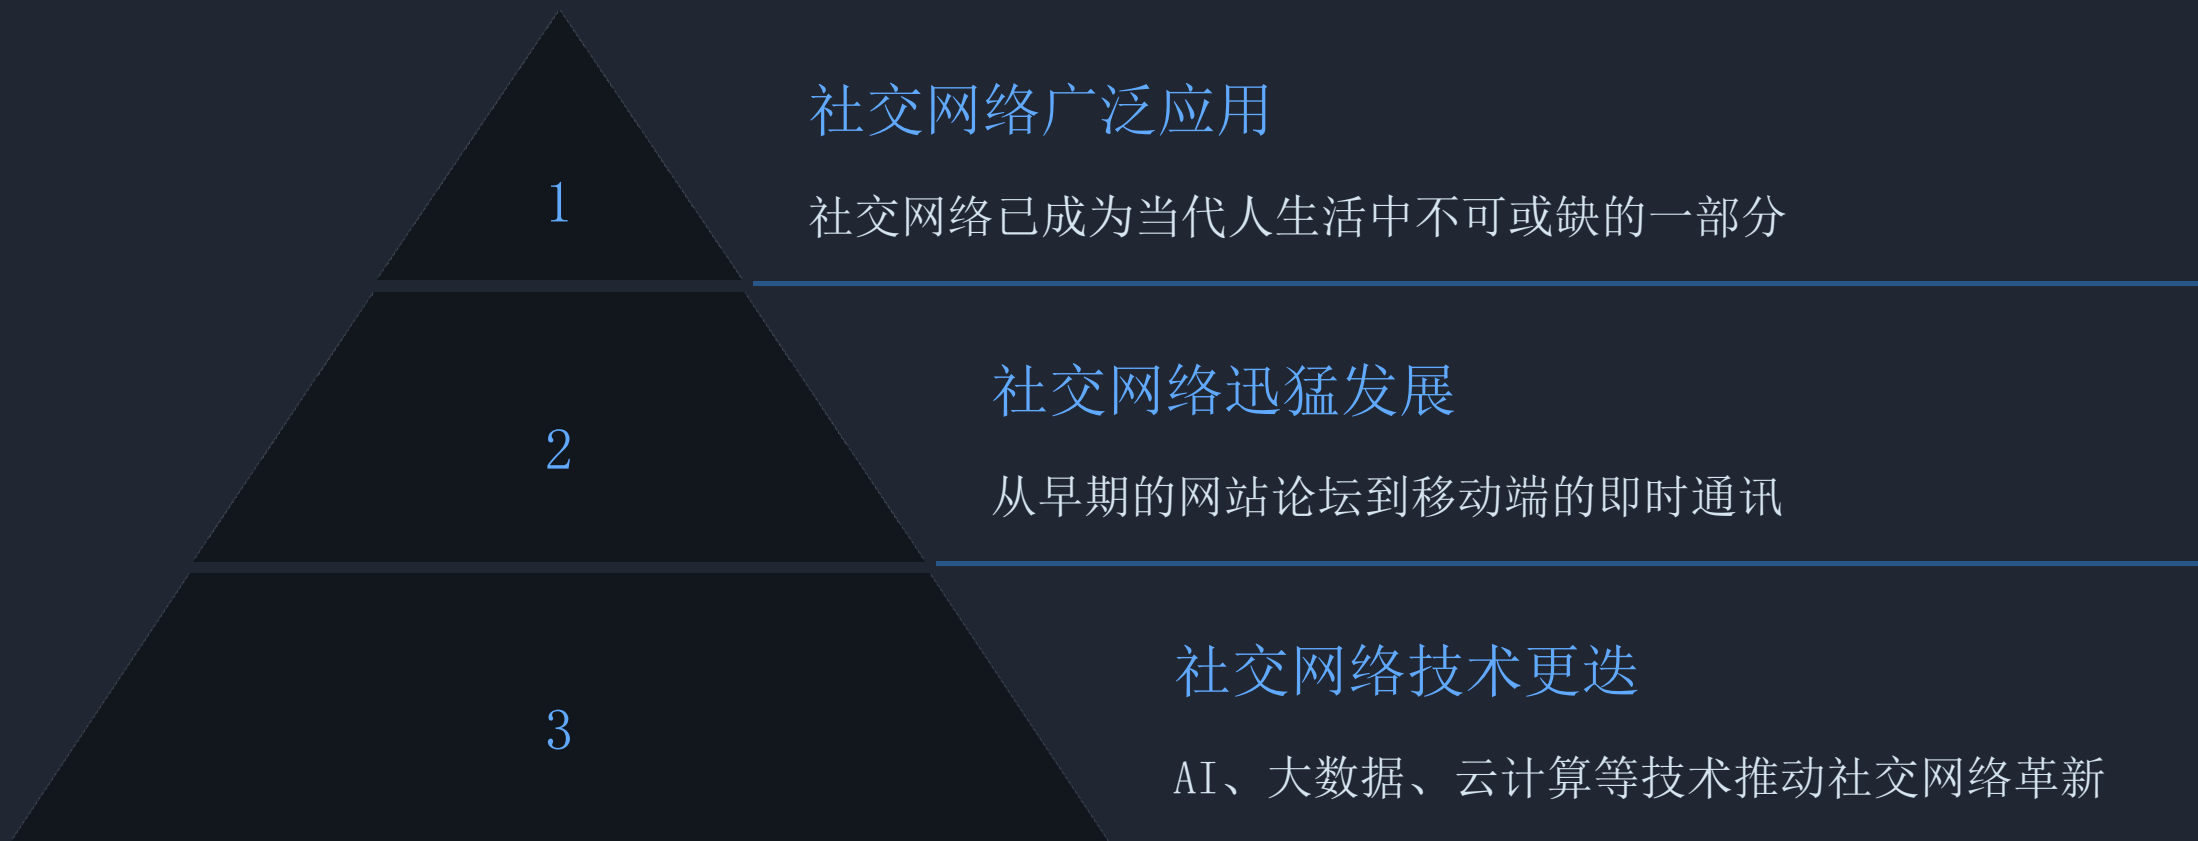 社交网络广泛应用
1
社交网络已成为当代人生活中不可或缺的一部分
社交网络迅猛发展
2
从早期的网站论坛到移动端的即时通讯
社交网络技术更迭
3
AI、大数据、云计算等技术推动社交网络革新